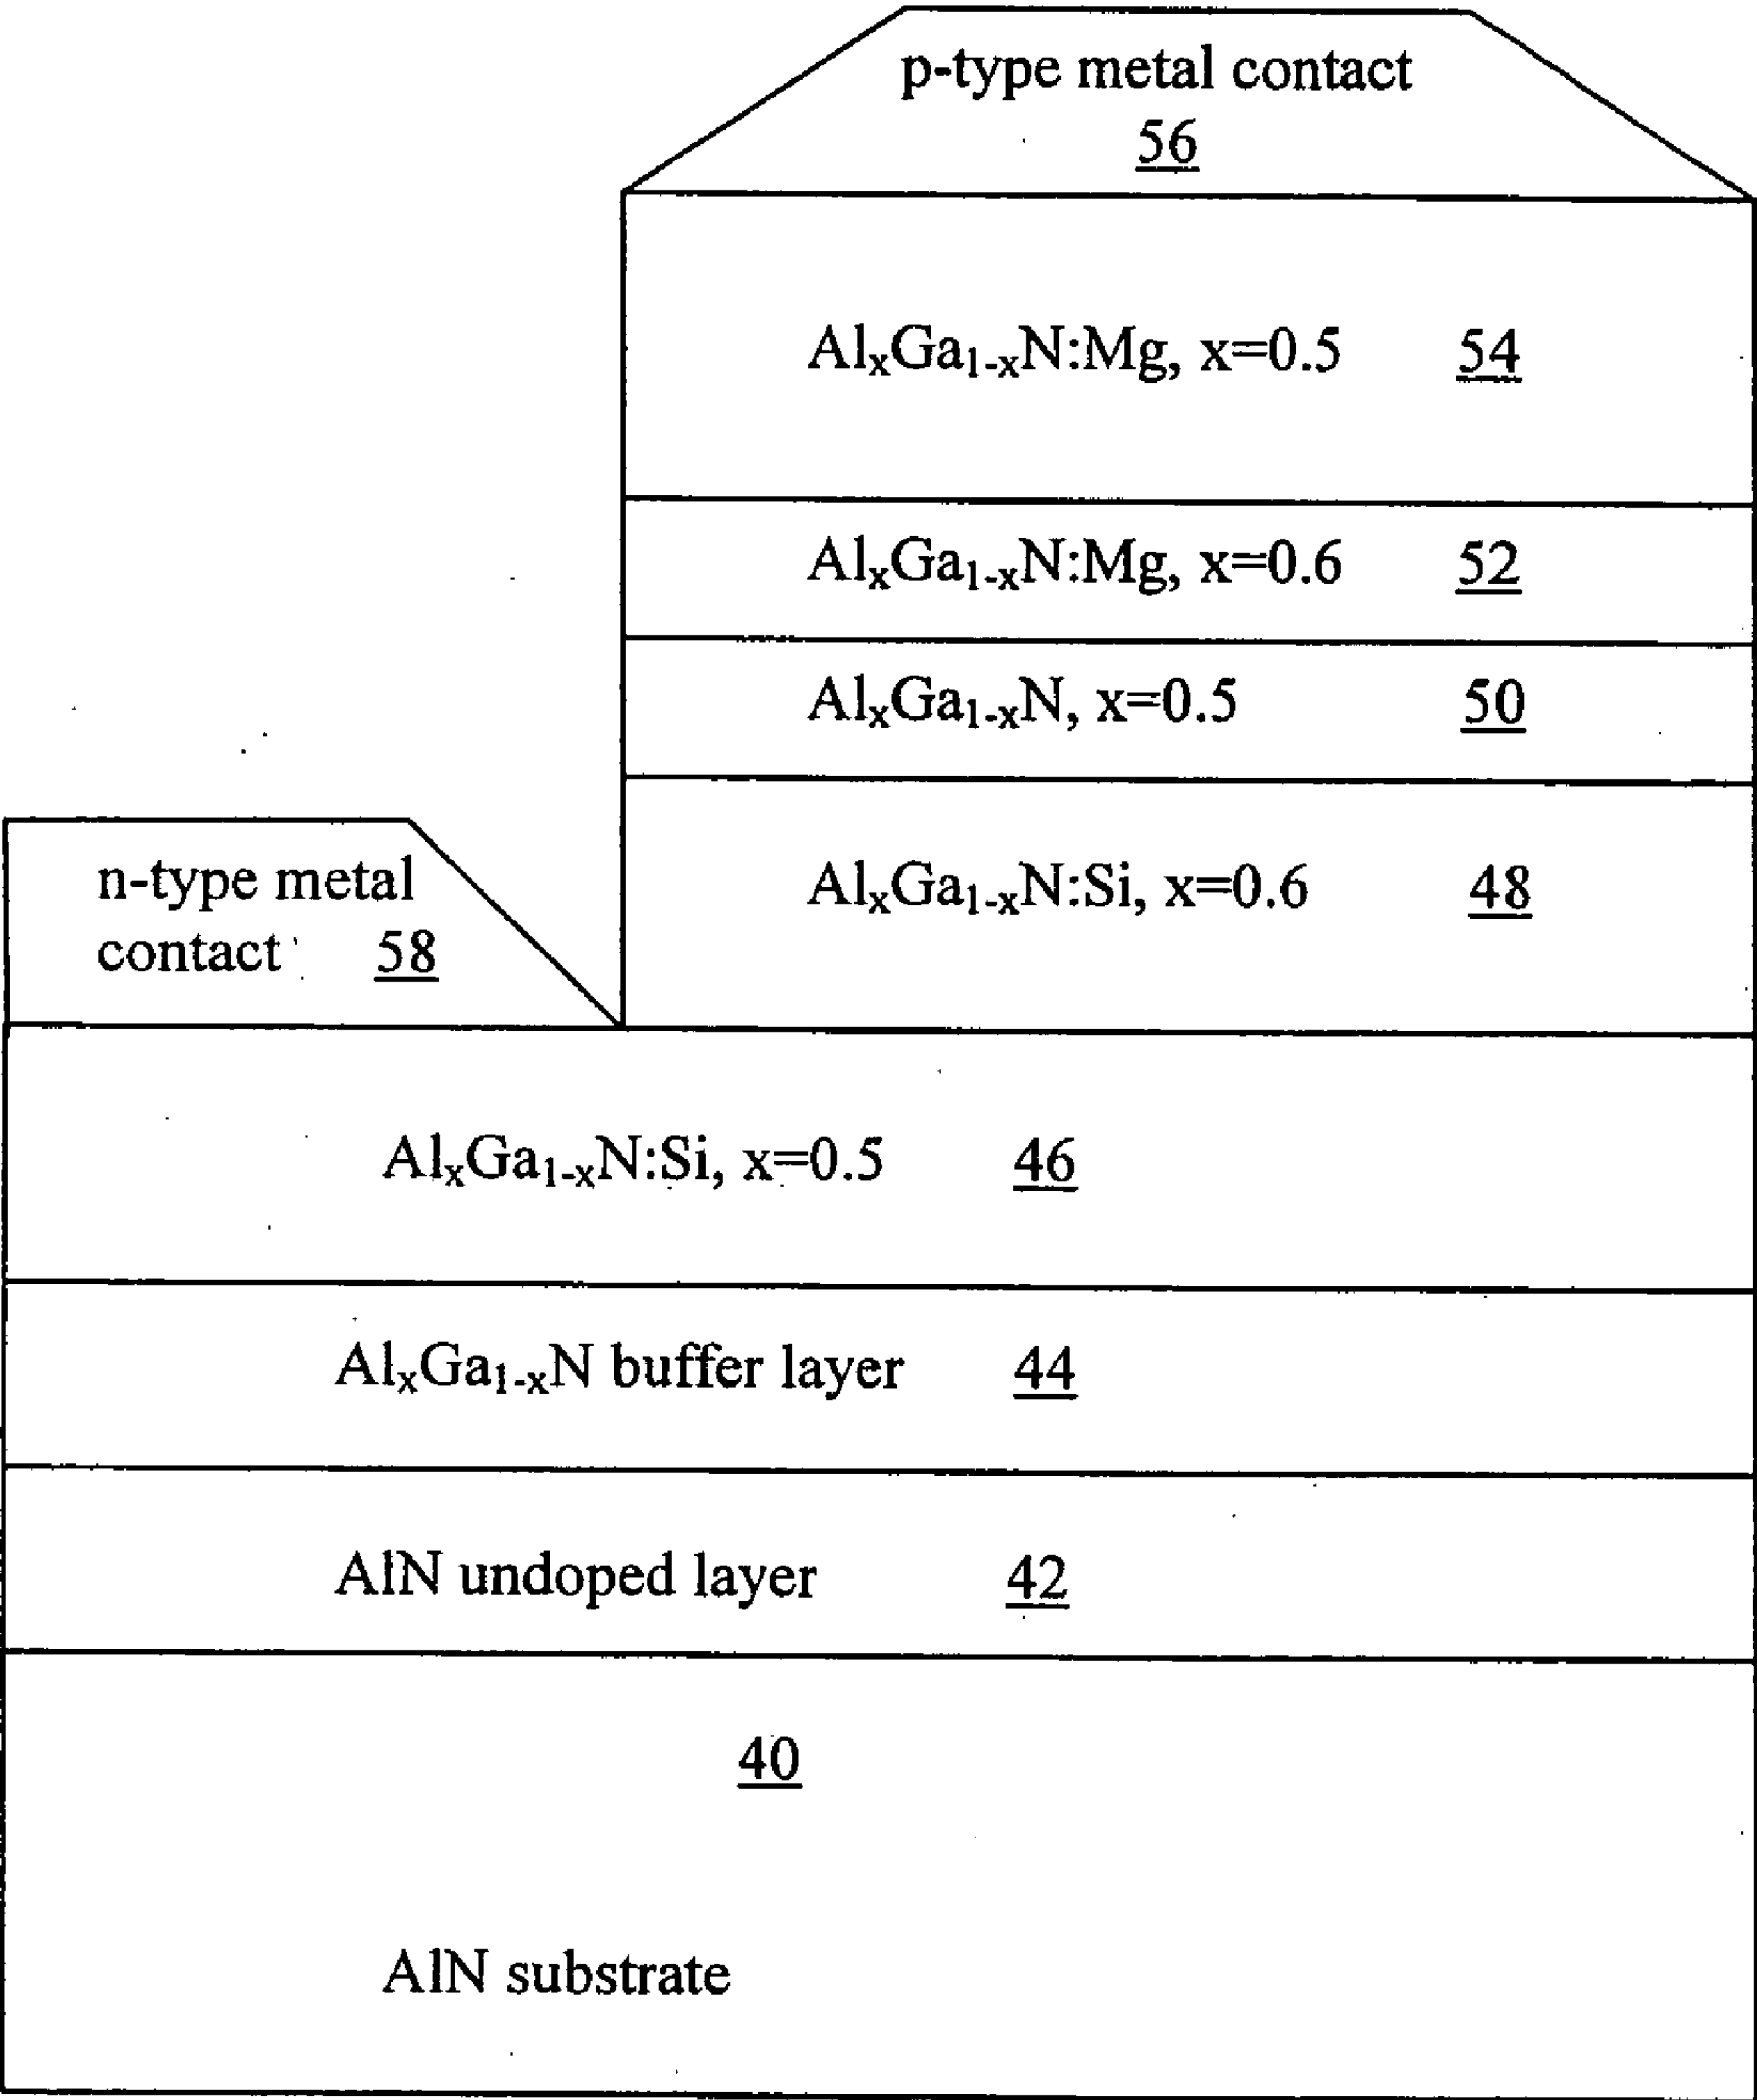 p-type metal contact
56
AlₓGa₁₋ₓN:Mg, x=0.5 54
AlₓGa₁₋ₓN:Mg, x=0.6 52
AlₓGa₁₋ₓN, x=0.5 50
AlₓGa₁₋ₓN:Si, x=0.6 48
n-type metal
contact 58
AlₓGa₁₋ₓN:Si, x=0.5 46
AlₓGa₁₋ₓN buffer layer 44
AlN undoped layer 42
40
AlN substrate